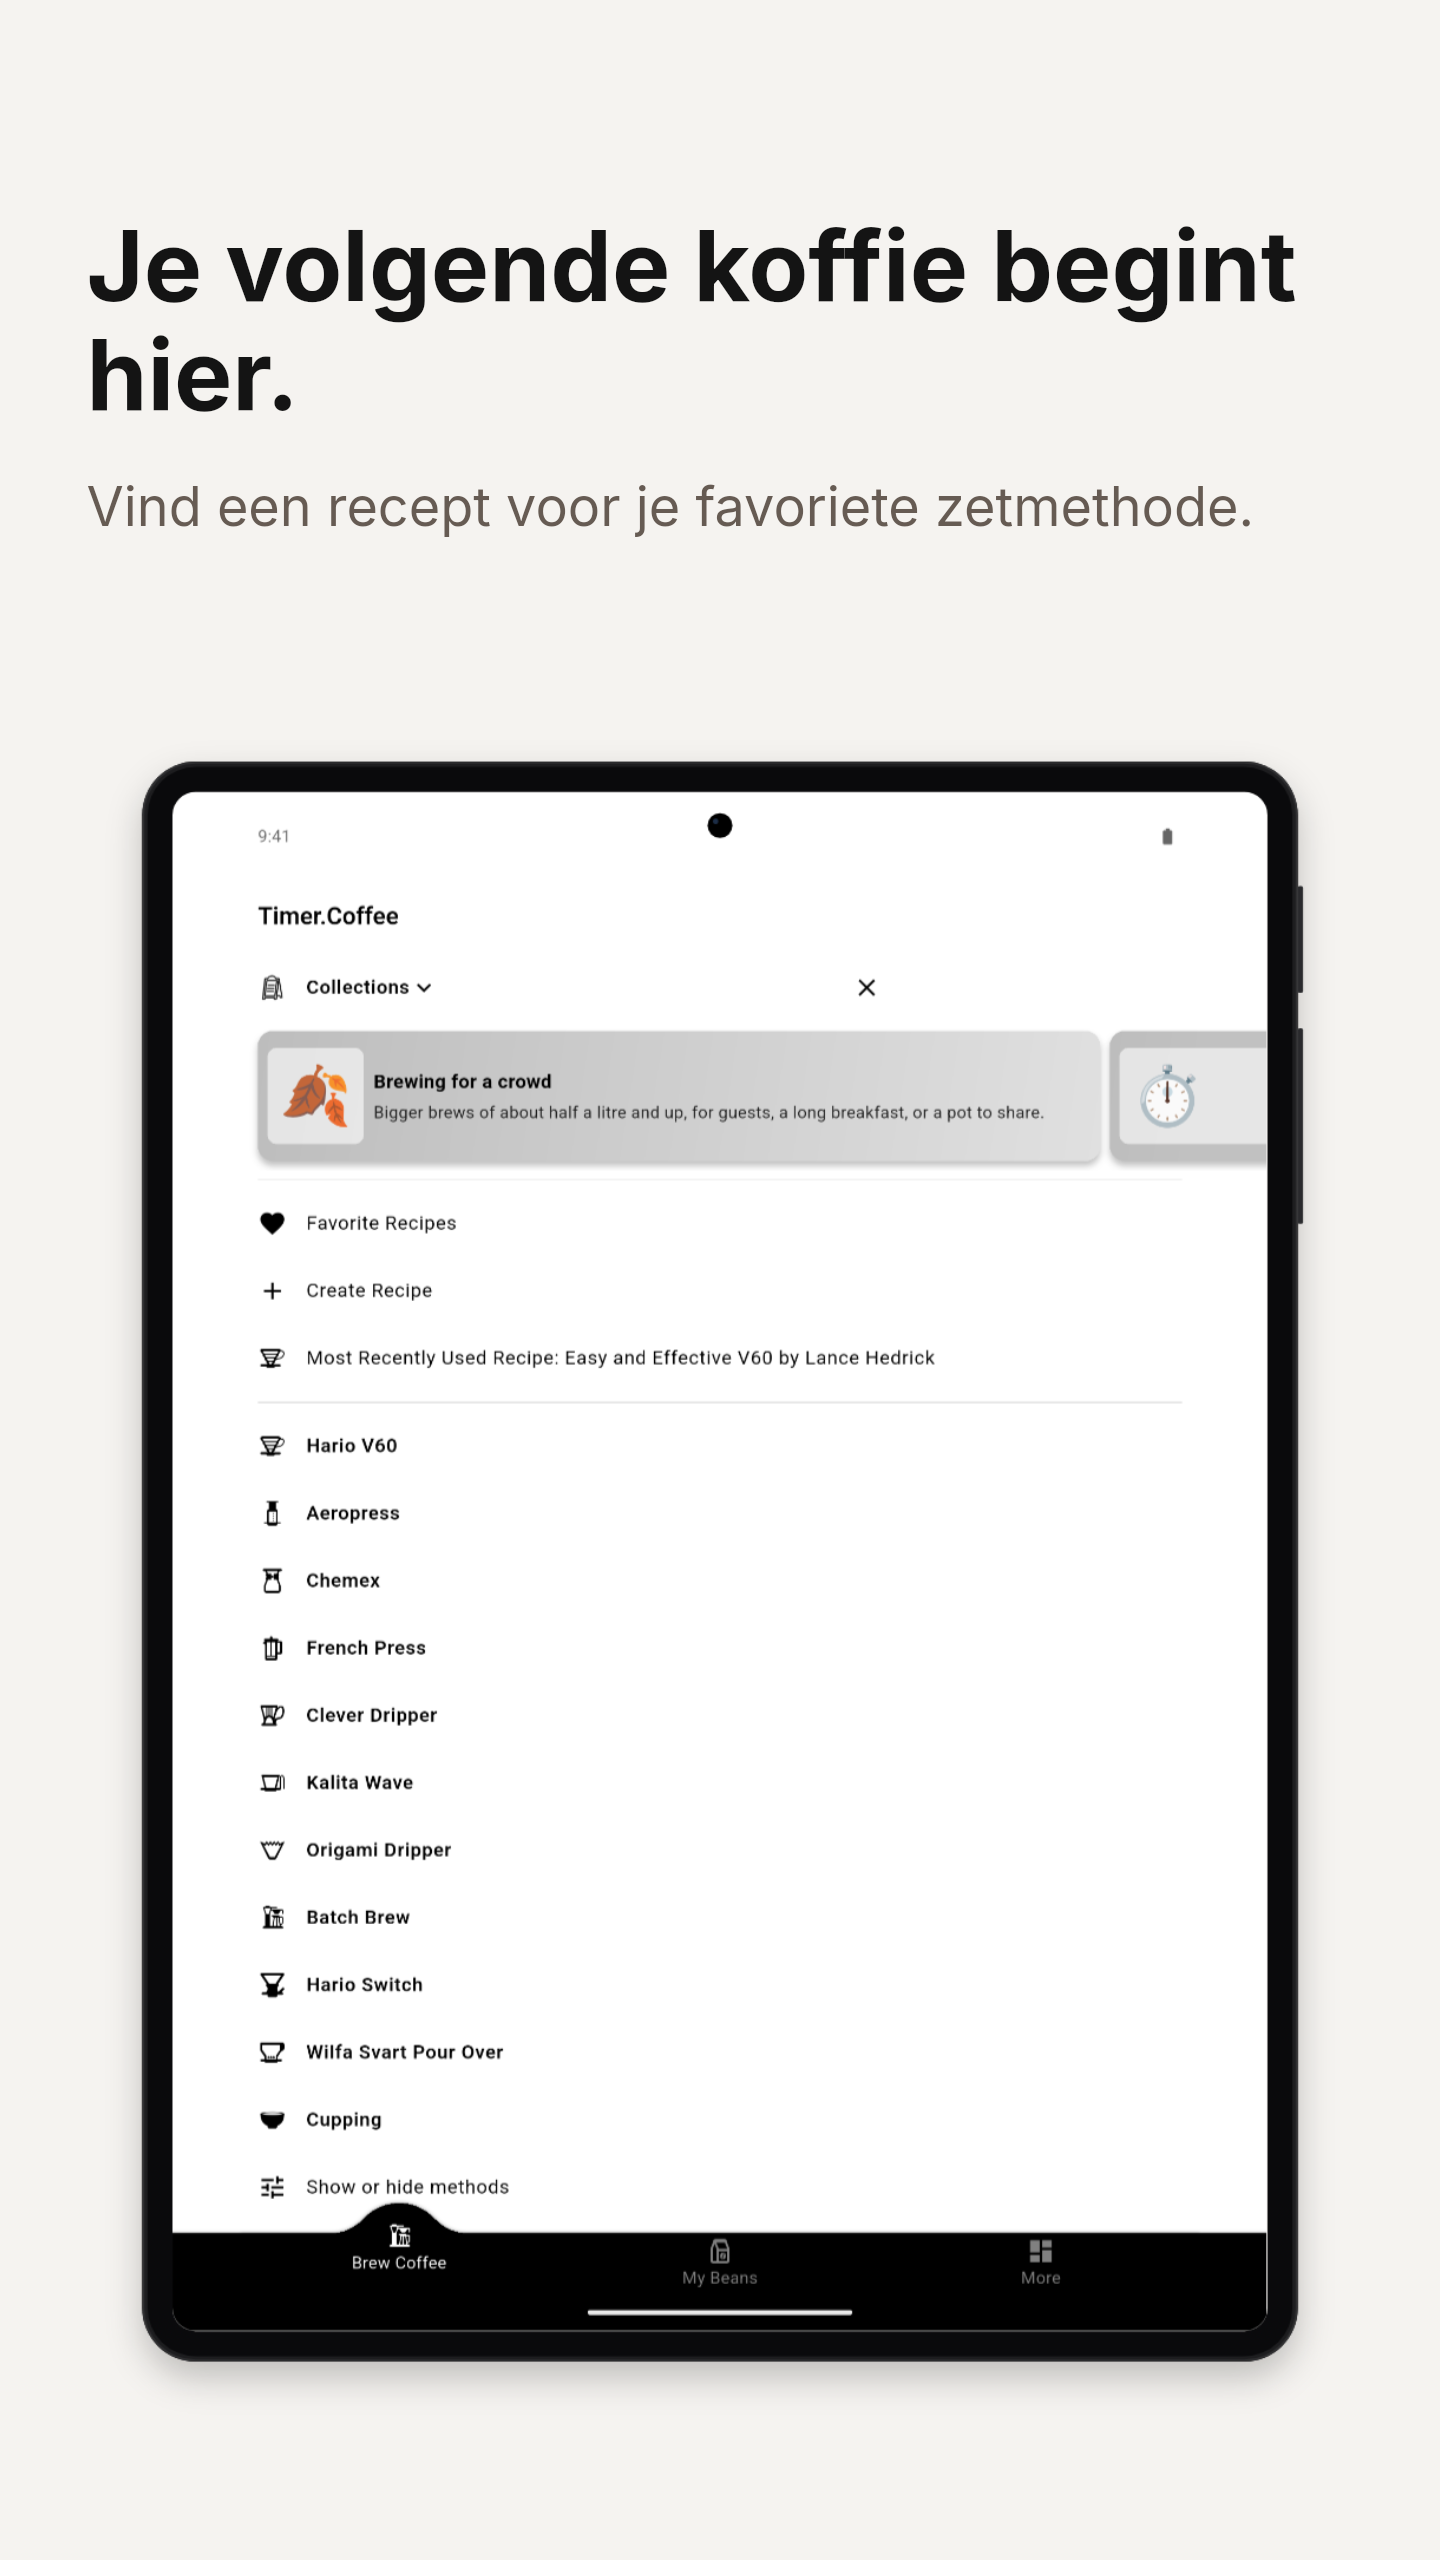 Je volgende koffie begint
hier.
Vind een recept voor je favoriete zetmethode.
9:41
Timer.Coffee
Collections
Brewing for a crowd
Bigger brews of about half a litre and up, for guests, a long breakfast, or a pot to share.
Favorite Recipes
Create Recipe
Most Recently Used Recipe: Easy and Effective V60 by Lance Hedrick
Hario V60
Aeropress
Chemex
French Press
Clever Dripper
Kalita Wave
Origami Dripper
Batch Brew
Hario Switch
Wilfa Svart Pour Over
Cupping
Show or hide methods
Brew Coffee
My Beans
More